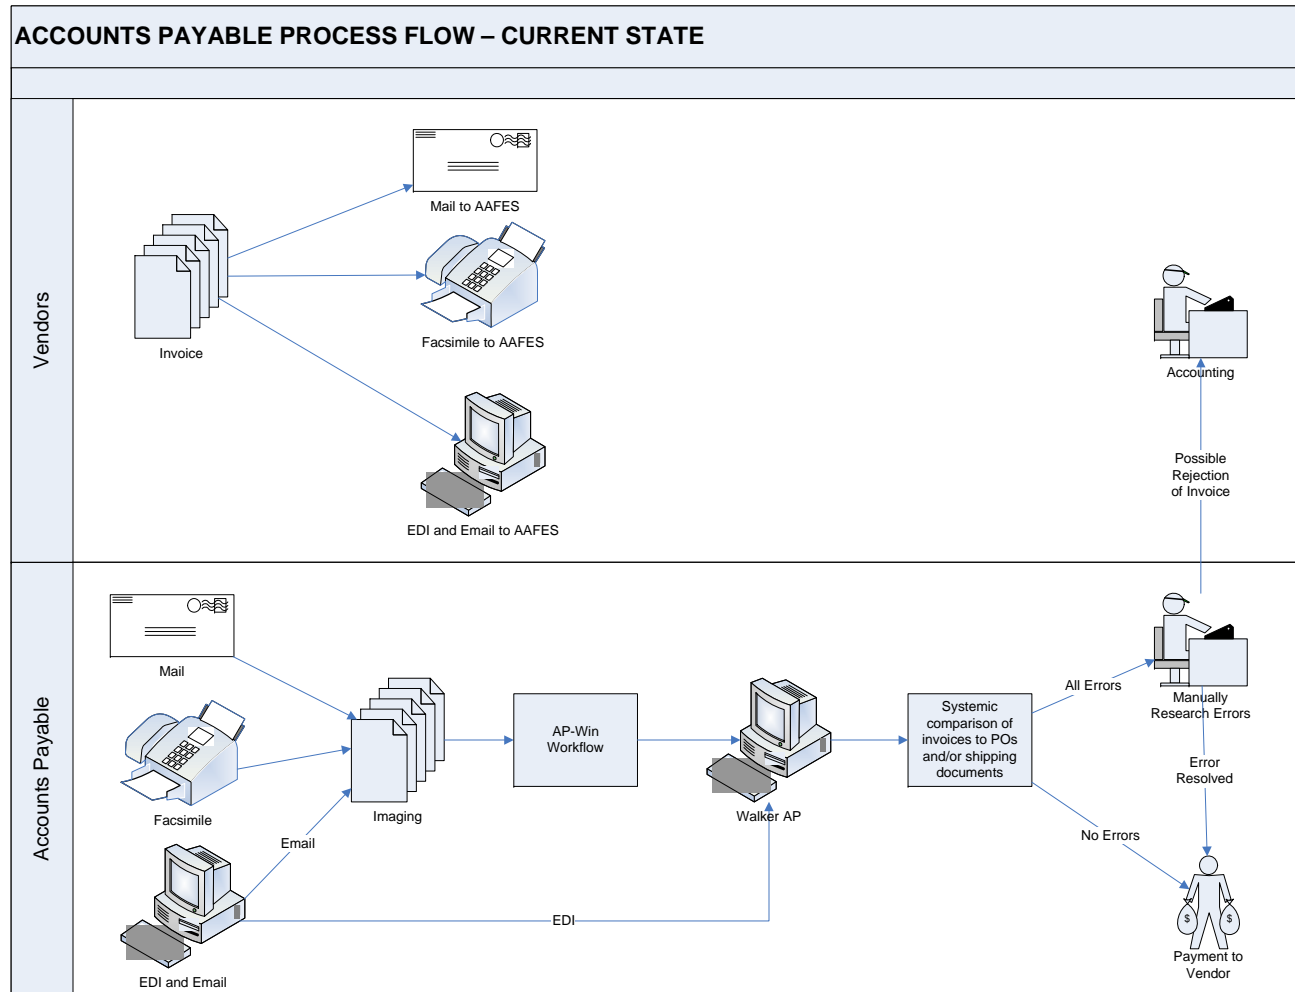 ACCOUNTS PAYABLE PROCESS FLOW – CURRENT STATE
Vendors
Invoice
Mail to AAFES
Facsimile to AAFES
EDI and Email to AAFES
Accounting
Possible
Rejection
of Invoice
Accounts Payable
Mail
Facsimile
EDI and Email
Email
EDI
Imaging
AP-Win
Workflow
Walker AP
Systemic
comparison of
invoices to POs
and/or shipping
documents
All Errors
No Errors
Manually
Research Errors
Error
Resolved
$
$
Payment to
Vendor